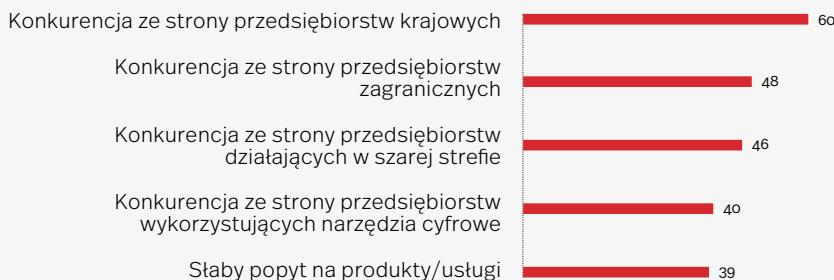 Konkurencja ze strony przedsiębiorstw krajowych 60
Konkurencja ze strony przedsiębiorstw
zagranicznych 48
Konkurencja ze strony przedsiębiorstw
działających w szarej strefie 46
Konkurencja ze strony przedsiębiorstw
wykorzystujących narzędzia cyfrowe 40
Słaby popyt na produkty/usługi 39